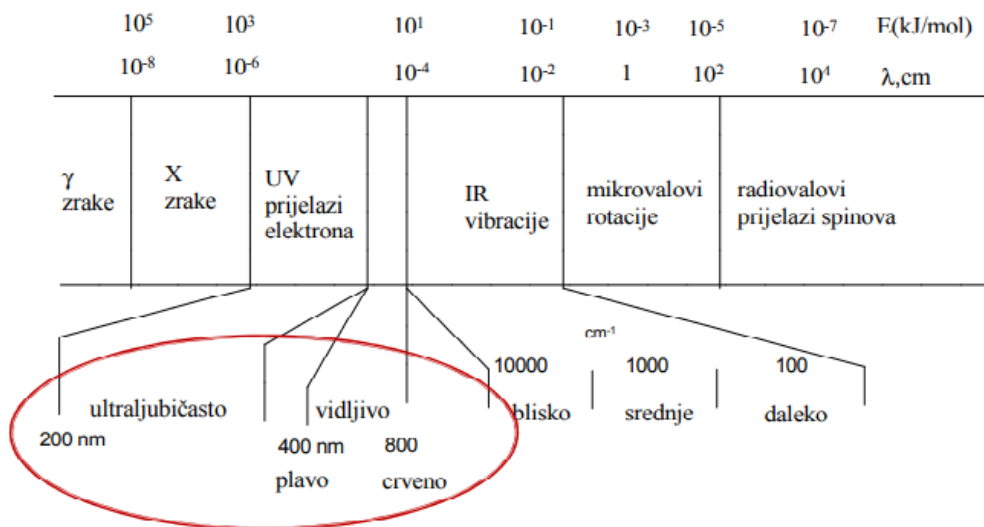 10⁵ 10³ 10¹ 10⁻¹ 10⁻³ 10⁻⁵ 10⁻⁷ E(kJ/mol)
10⁻⁸ 10⁻⁶ 10⁻⁴ 10⁻² 1 10² 10⁴ λ,cm
γ
zrake
X
zrake
UV
prijelazi
elektrona
IR
vibracije
mikrovalovi
rotacije
radiovalovi
prijelazi spinova
cm⁻¹
10000 1000 100
ultraljubičasto vidljivo blisko srednje daleko
200 nm 400 nm 800
plavo crveno